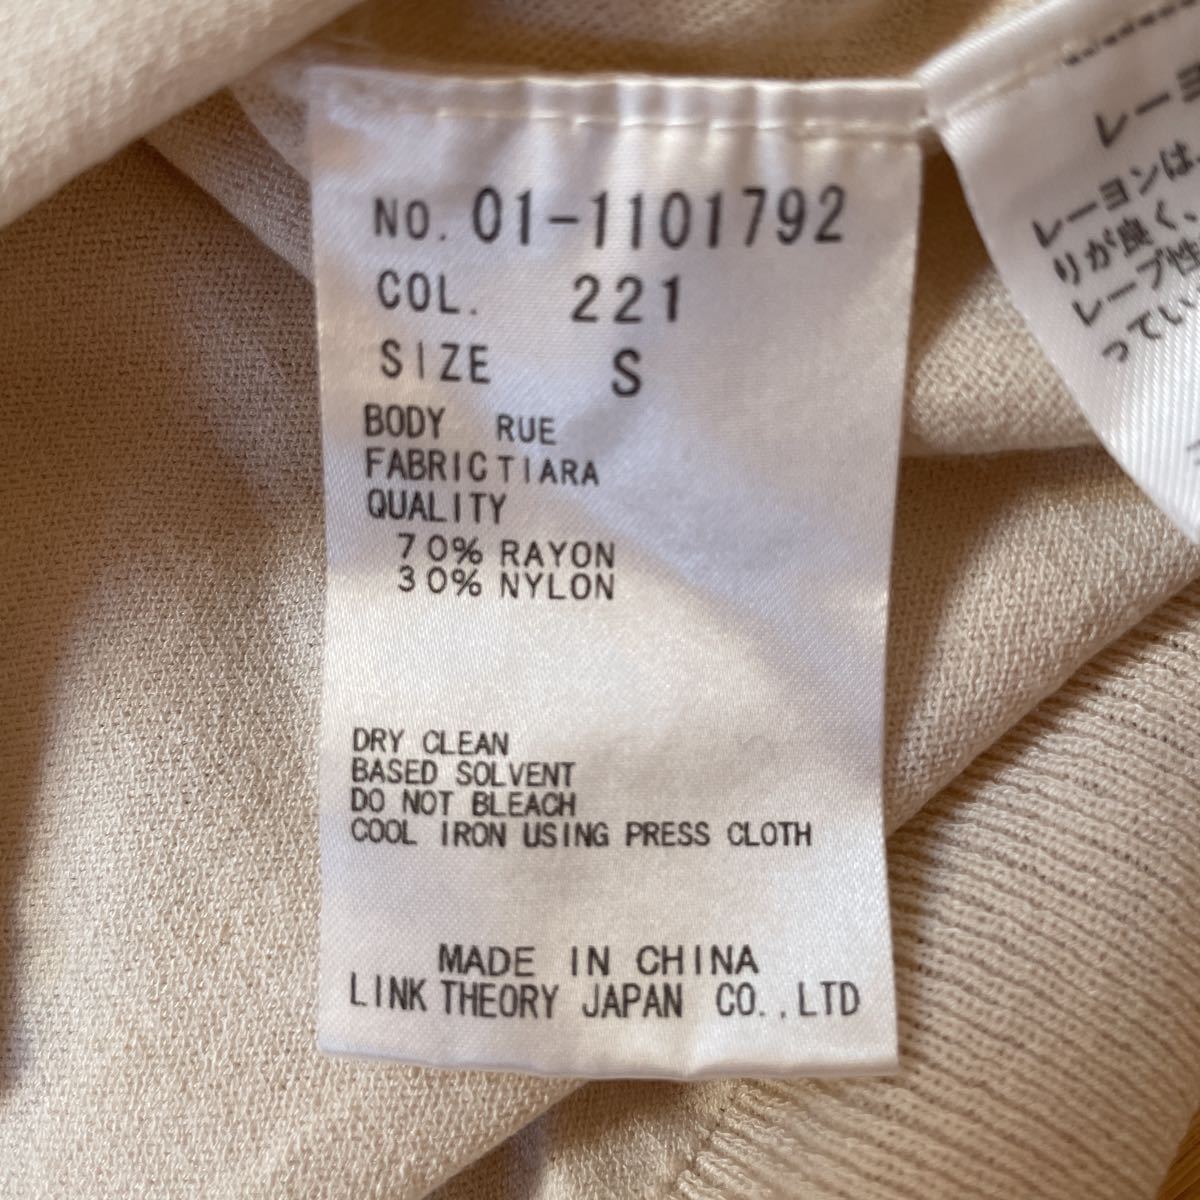 NO. 01-1101792
COL. 221
SIZE S
BODY RUE
FABRIC TIARA
QUALITY
70% RAYON
30% NYLON
DRY CLEAN
BASED SOLVENT
DO NOT BLEACH
COOL IRON USING PRESS CLOTH
MADE IN CHINA
LINK THEORY JAPAN CO.,LTD
レーヨ
レーヨンは、
りが良く、
レープ性
ってい